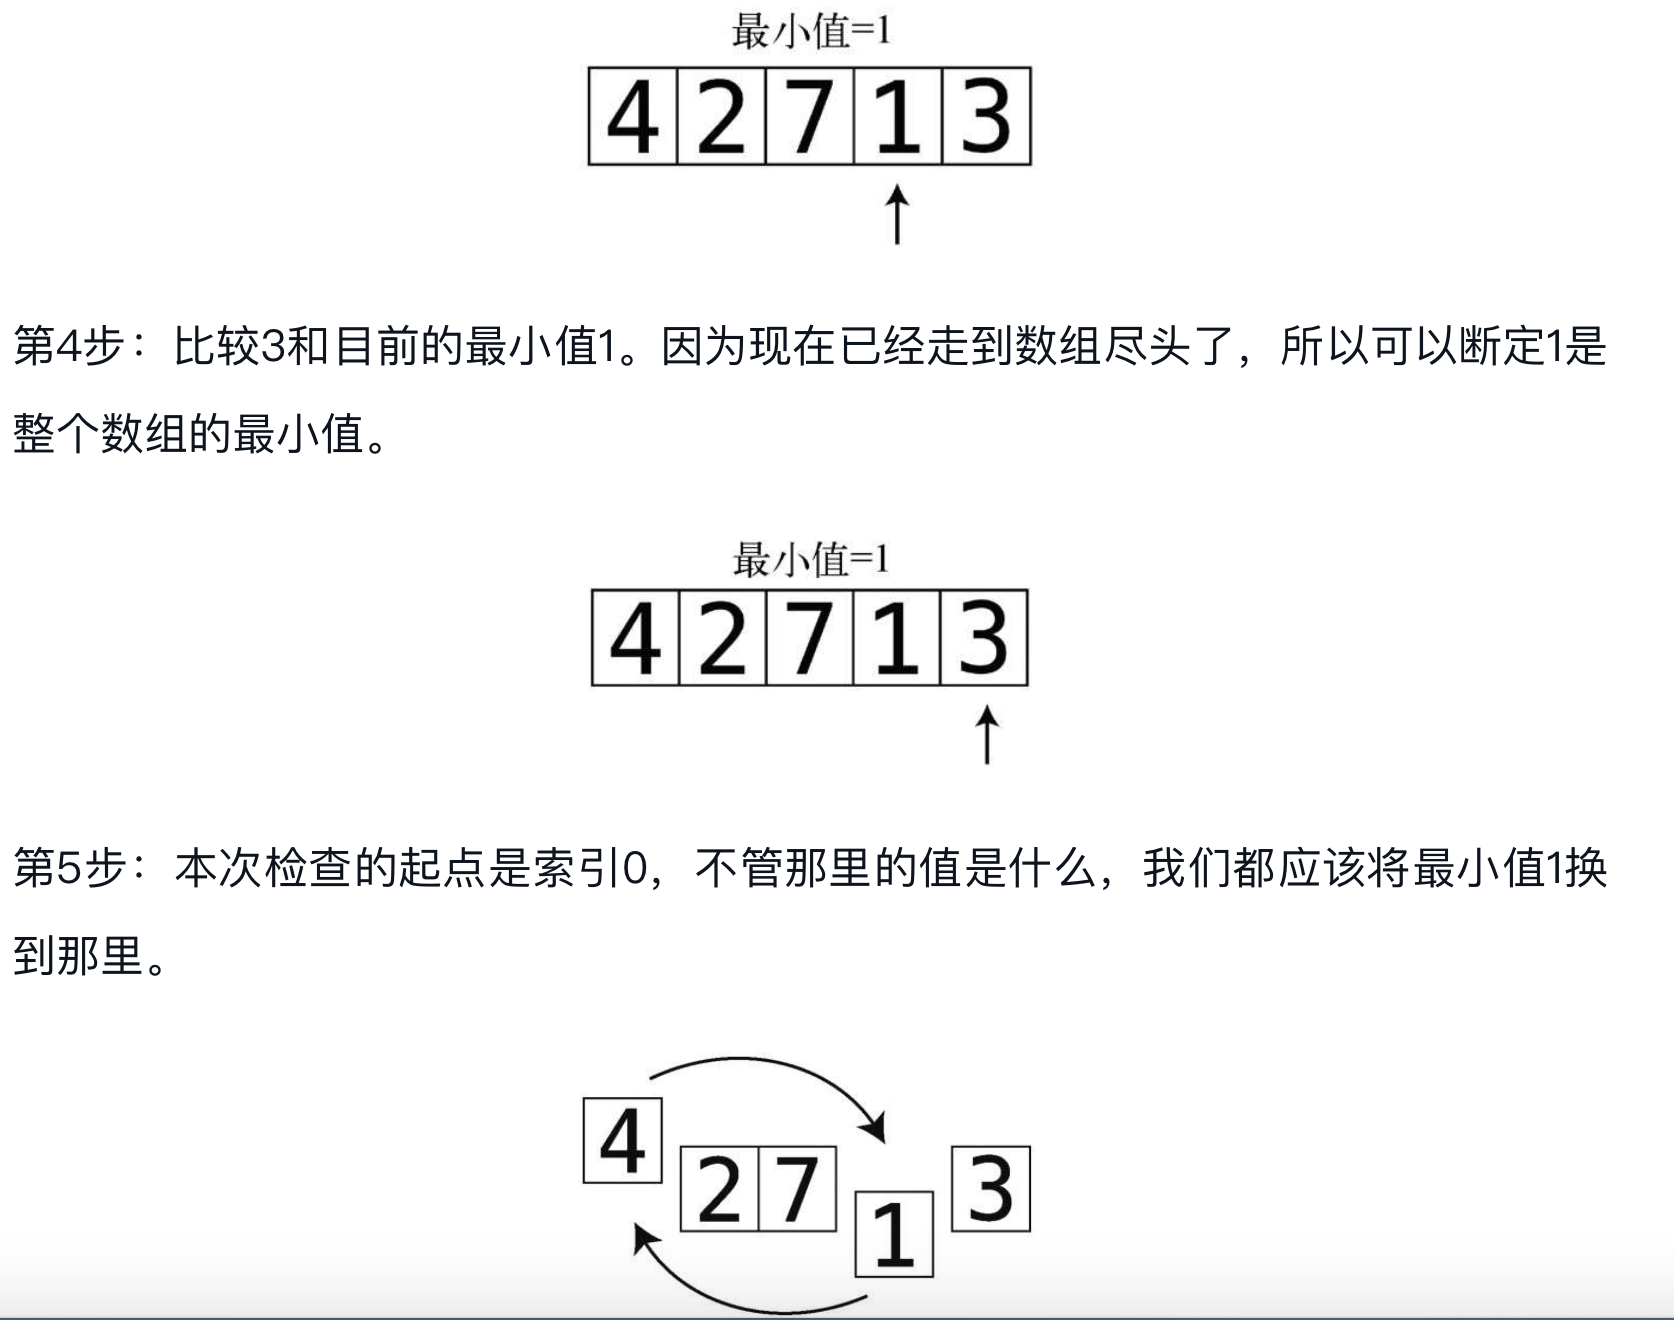 最小值=1
4 2 7 1 3
第4步：比较3和目前的最小值1。因为现在已经走到数组尽头了，所以可以断定1是
整个数组的最小值。
最小值=1
4 2 7 1 3
第5步：本次检查的起点是索引0，不管那里的值是什么，我们都应该将最小值1换
到那里。
4 2 7 1 3